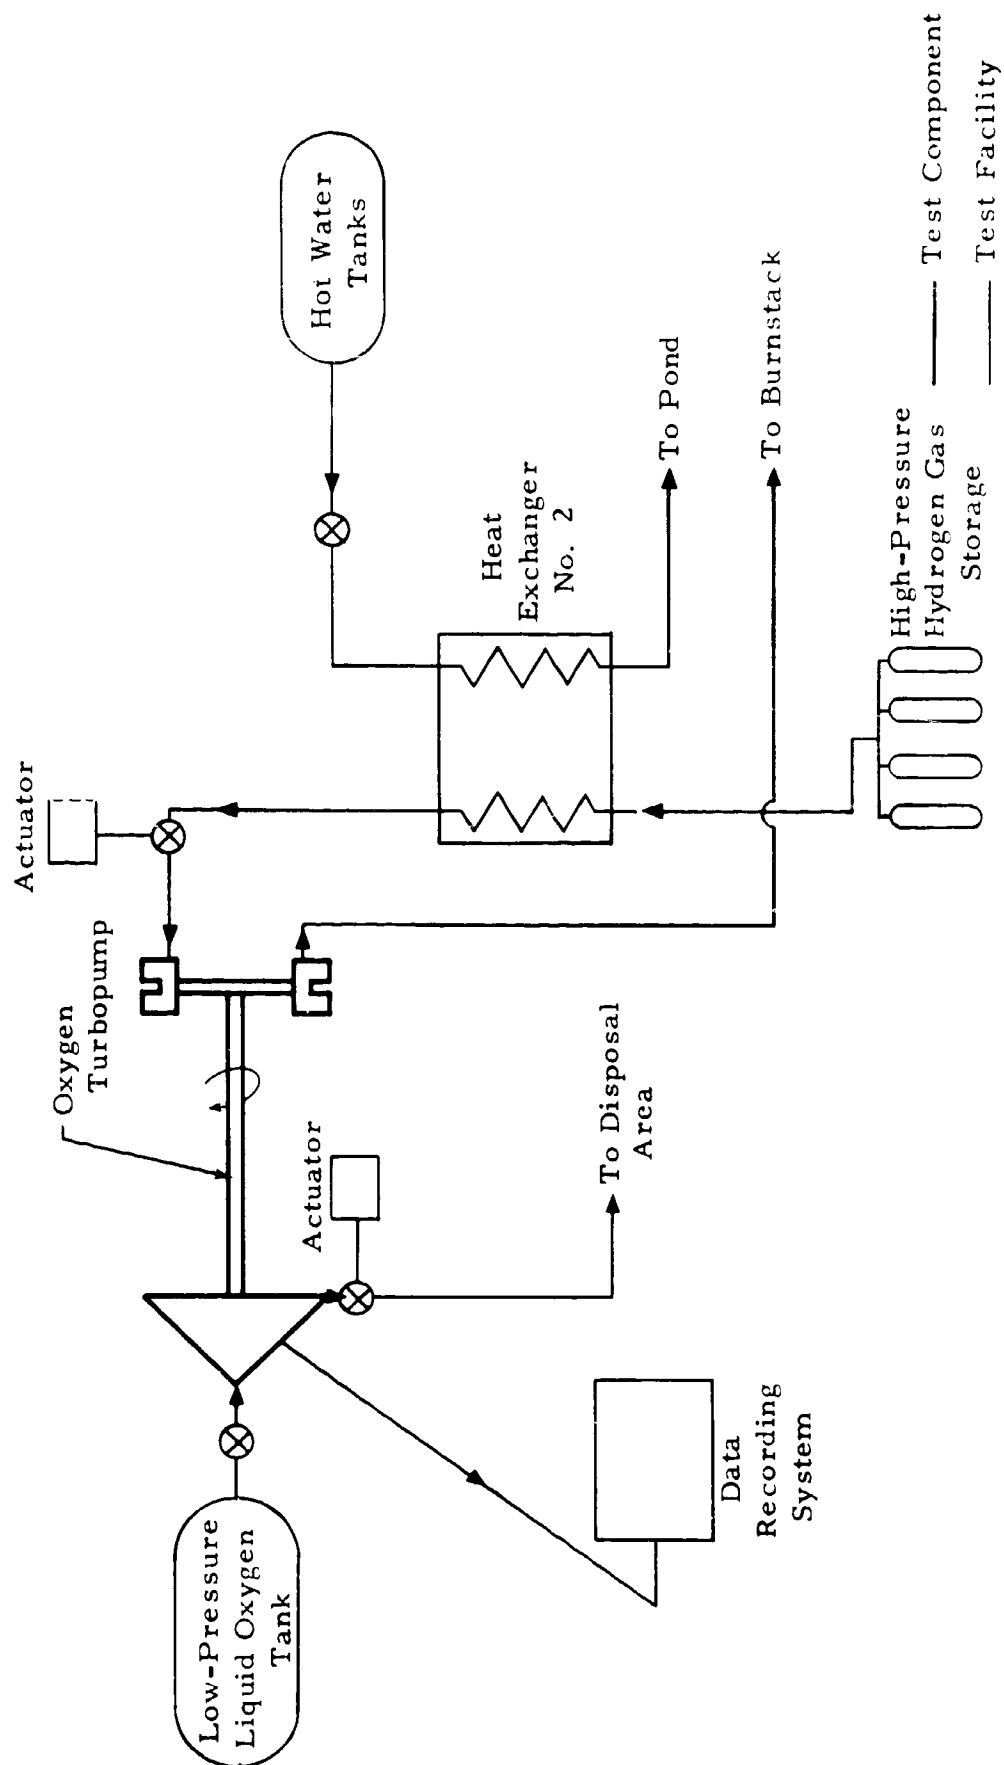 Low-Pressure
Liquid Oxygen
Tank
Oxygen
Turbopump
Actuator
Actuator
Hot Water
Tanks
Heat
Exchanger
No. 2
To Pond
To Burnstack
To Disposal
Area
Data
Recording
System
High-Pressure
Hydrogen Gas
Storage
Test Component
Test Facility